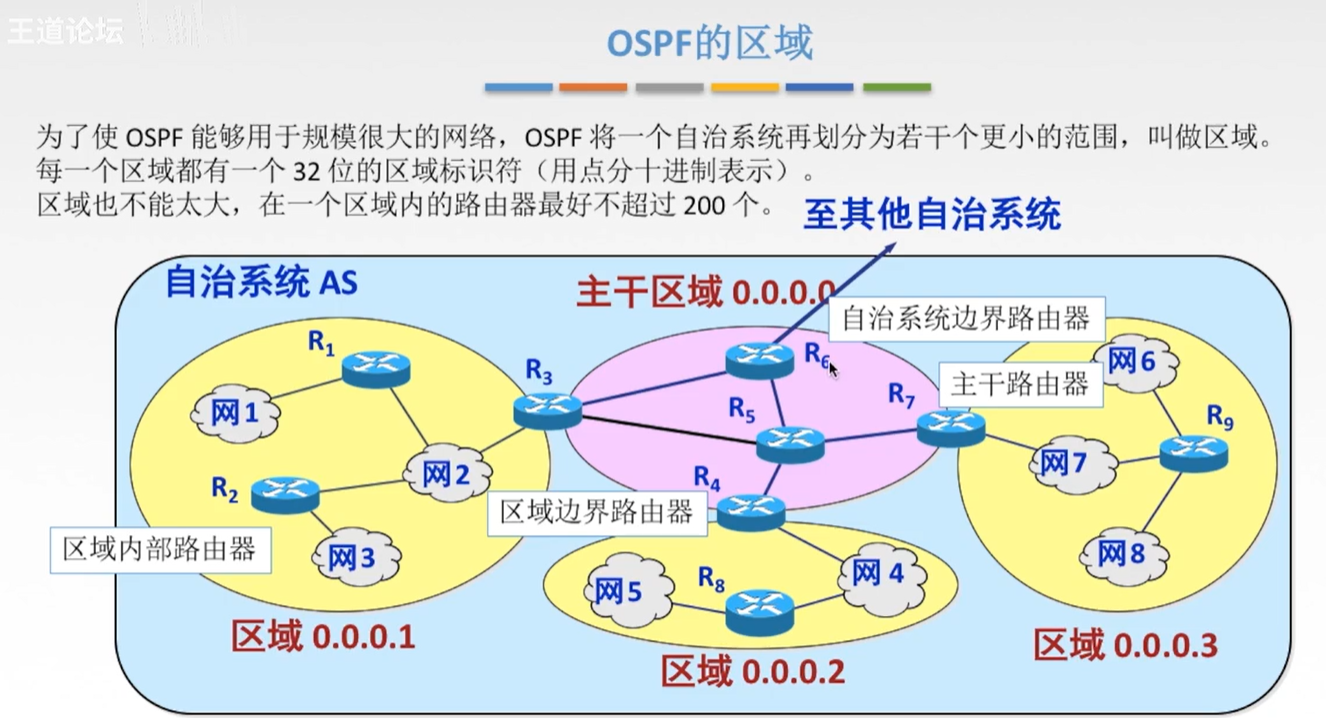 王道论坛
OSPF的区域
为了使 OSPF 能够用于规模很大的网络，OSPF 将一个自治系统再划分为若干个更小的范围，叫做区域。
每一个区域都有一个 32 位的区域标识符（用点分十进制表示）。
区域也不能太大，在一个区域内的路由器最好不超过 200 个。
至其他自治系统
自治系统 AS
主干区域 0.0.0.0
自治系统边界路由器
R1
R3
R6
网6
主干路由器
R7
R5
R9
网1
网2
网7
R2
R4
区域边界路由器
区域内部路由器
网3
网5
R8
网4
网8
区域 0.0.0.1
区域 0.0.0.2
区域 0.0.0.3